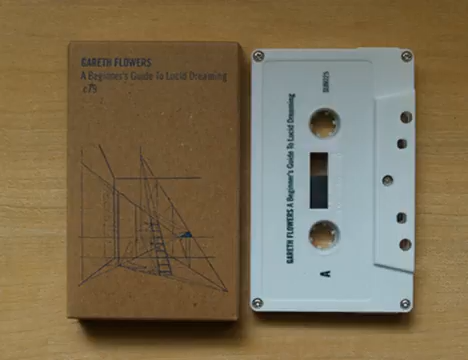 GARETH FLOWERS
A Beginner's Guide To Lucid Dreaming
c75
GARETH FLOWERS A Beginner's Guide To Lucid Dreaming
A